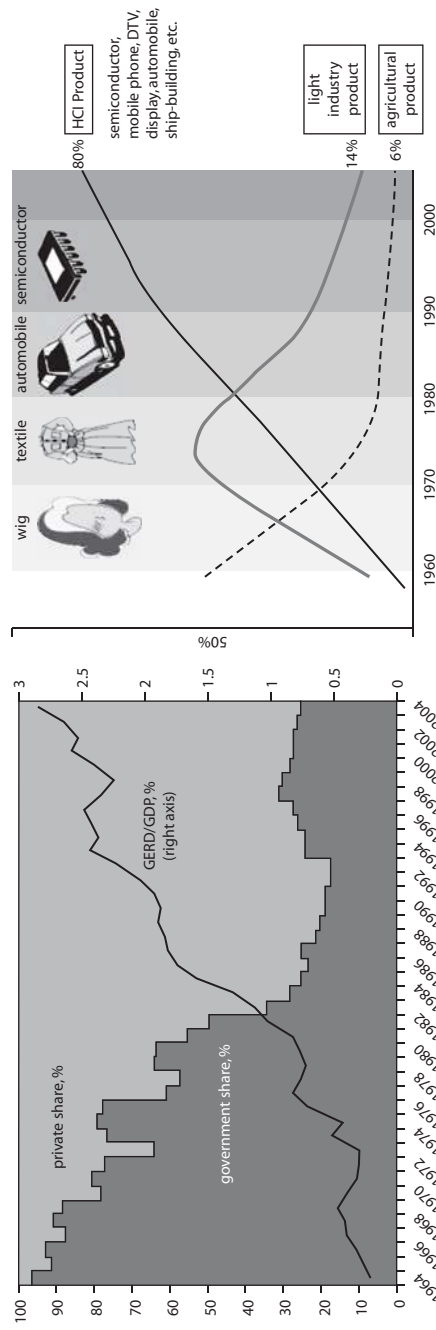 100
90
80
70
60
50
40
30
20
10
0
3
2.5
2
1.5
1
0.5
0
private share, %
GERD/GDP, %
(right axis)
government share, %
1964
1966
1968
1970
1972
1974
1976
1978
1980
1982
1984
1986
1988
1990
1992
1994
1996
1998
2000
2002
2004
50%
wig
textile
automobile
semiconductor
80%
HCI Product
semiconductor,
mobile phone, DTV,
display, automobile,
ship-building, etc.
14%
light
industry
product
6%
agricultural
product
1960
1970
1980
1990
2000